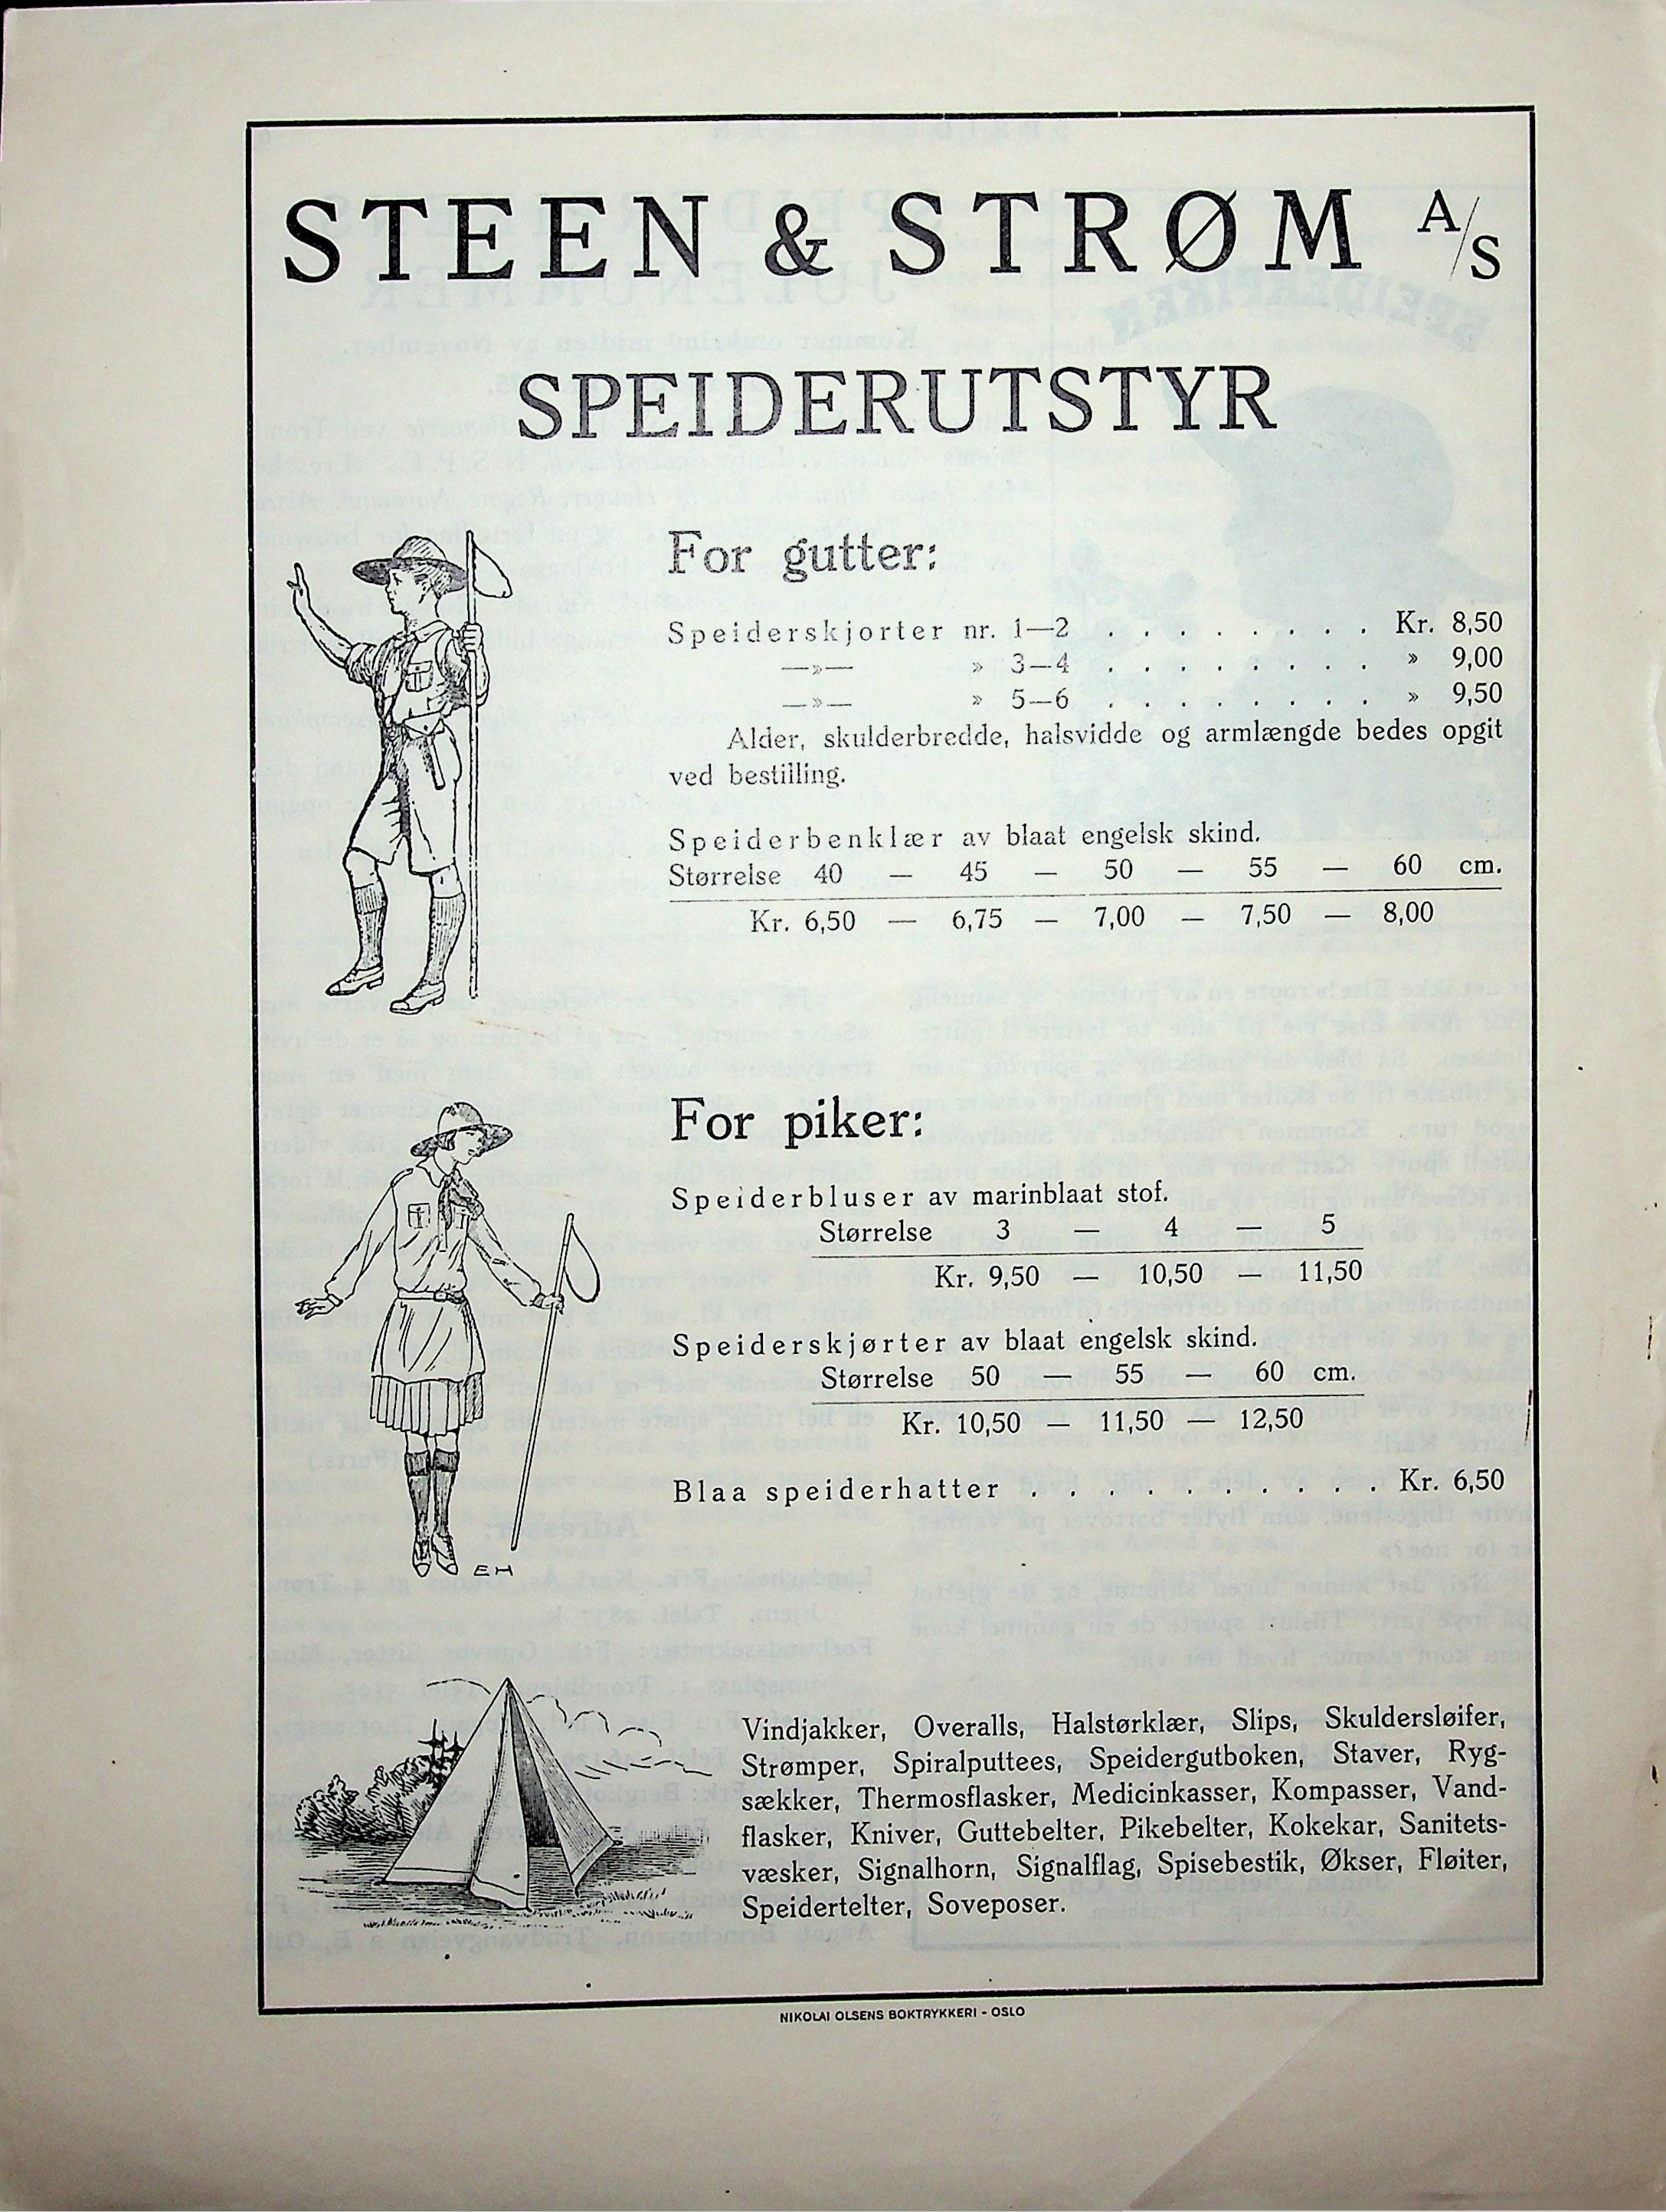 STEEN & STRØM A/S
SPEIDERUTSTYR
For gutter:
Speiderskjorter nr. 1—2 . . . . . . . . Kr. 8,50
—»— » 3—4 . . . . . . . . . » 9,00
—»— » 5—6 . . . . . . . . » 9,50
Alder, skulderbredde, halsvidde og armlængde bedes opgit
ved bestilling.
Speiderbenklær av blaat engelsk skind.
Størrelse 40 — 45 — 50 — 55 — 60 cm.
Kr. 6,50 — 6,75 — 7,00 — 7,50 — 8,00
For piker:
Speiderbluser av marinblaat stof.
Størrelse 3 — 4 — 5
Kr. 9,50 — 10,50 — 11,50
Speiderskjørter av blaat engelsk skind.
Størrelse 50 — 55 — 60 cm.
Kr. 10,50 11,50 — 12,50
Blaa speiderhatter . . . . . . . . . . Kr. 6,50
EH
Vindjakker, Overalls, Halstørklær, Slips, Skuldersløifer,
Strømper, Spiralputtees, Speidergutboken, Staver, Ryg-
sækker, Thermosflasker, Medicinkasser, Kompasser, Vand-
flasker, Kniver, Guttebelter, Pikebelter, Kokekar, Sanitets-
væsker, Signalhorn, Signalflag, Spisebestik, Økser, Fløiter,
Speidertelter, Soveposer.
NIKOLAI OLSENS BOKTRYKKERI - OSLO